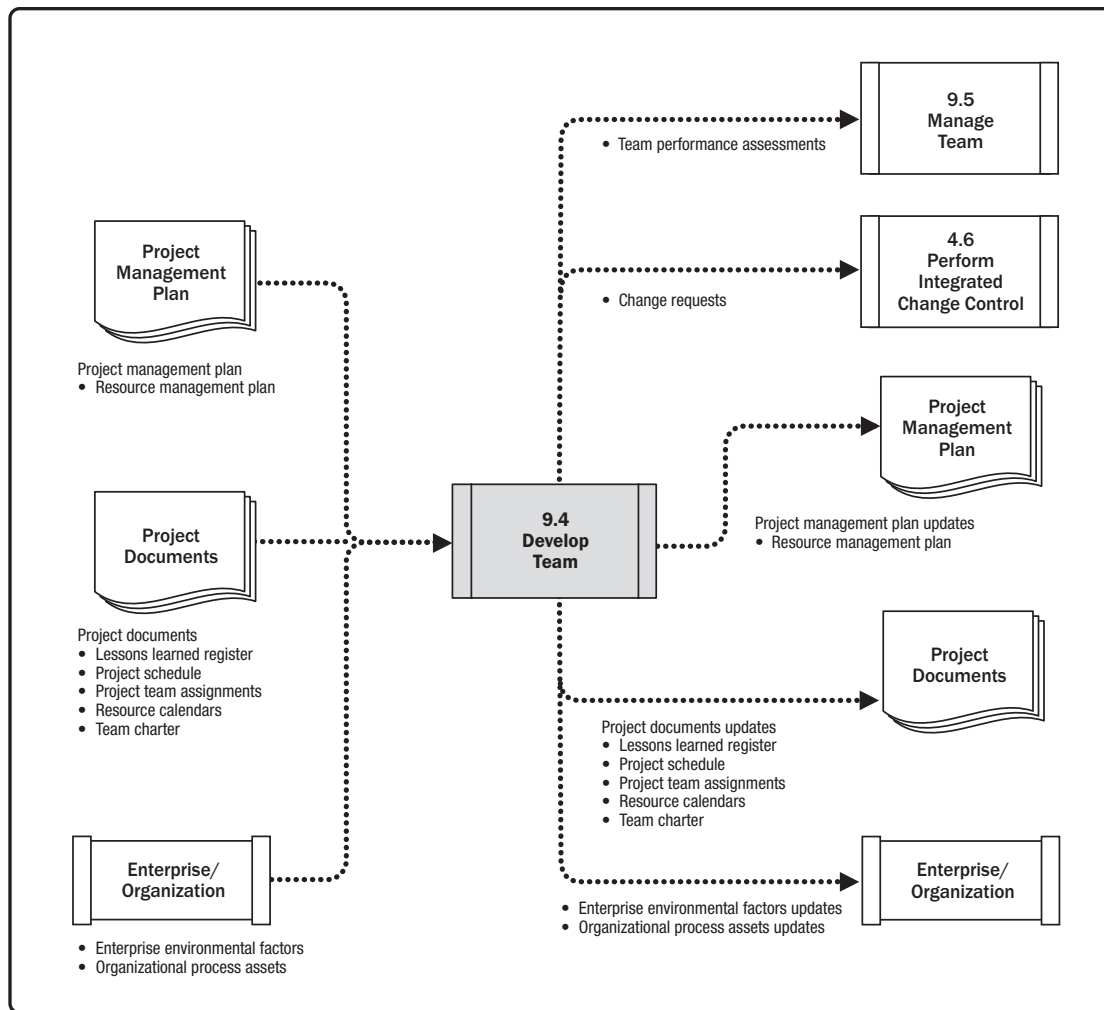 Project
Management
Plan
Project management plan
• Resource management plan
Project
Documents
Project documents
• Lessons learned register
• Project schedule
• Project team assignments
• Resource calendars
• Team charter
Enterprise/
Organization
• Enterprise environmental factors
• Organizational process assets
9.4
Develop
Team
• Team performance assessments
9.5
Manage
Team
• Change requests
4.6
Perform
Integrated
Change Control
Project
Management
Plan
Project management plan updates
• Resource management plan
Project
Documents
Project documents updates
• Lessons learned register
• Project schedule
• Project team assignments
• Resource calendars
• Team charter
Enterprise/
Organization
• Enterprise environmental factors updates
• Organizational process assets updates